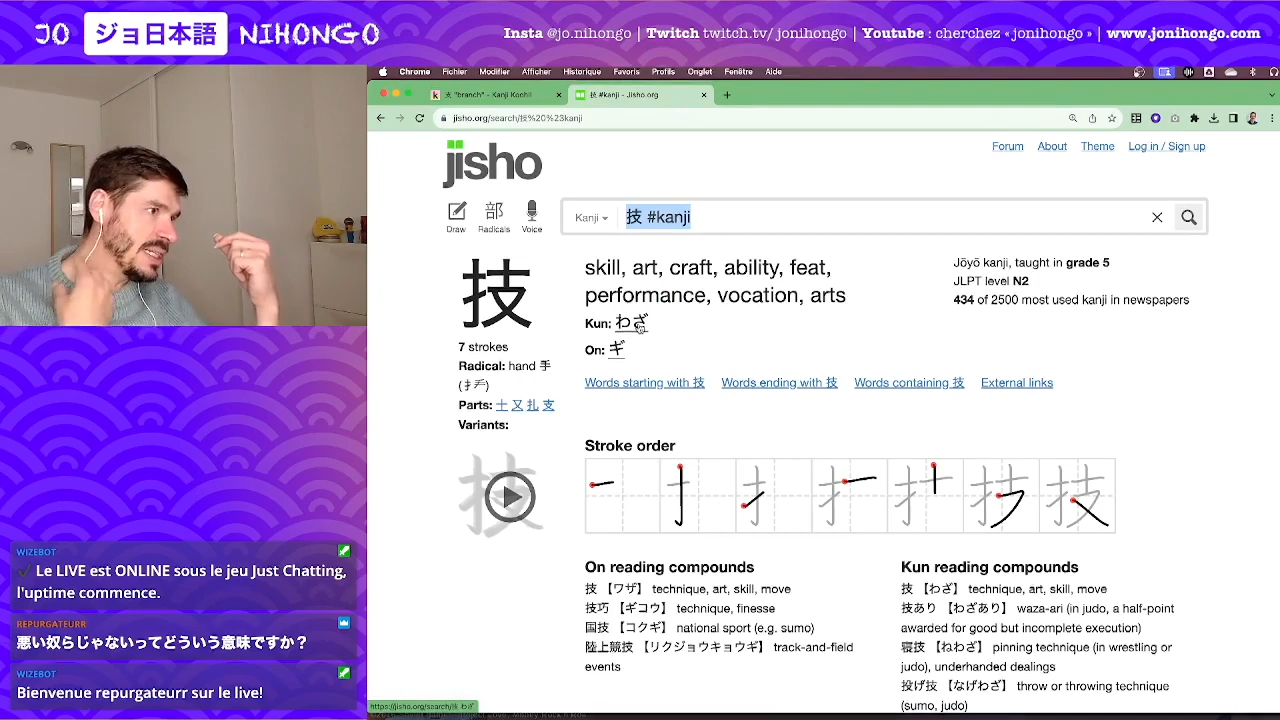 JO ジョ日本語 NIHONGO
Insta @jo.nihongo | Twitch twitch.tv/ jonihongo | Youtube : cherchez « jonihongo » | www.jonihongo.com
Chrome Fichier Modifier Afficher Historique Favoris Profils Onglet Fenêtre Aide
支 "branch" - Kanji Kochii
技 #kanji - Jisho.org
jisho.org/search/技%20%23kanji
jisho
Forum About Theme Log in / Sign up
Draw 部 Radicals Voice
Kanji 技 #kanji
技
7 strokes
Radical: hand 手
(扌龵)
Parts: 十 又 扎 支
Variants:
技
skill, art, craft, ability, feat,
performance, vocation, arts
Kun: わざ
On: ギ
Jōyō kanji, taught in grade 5
JLPT level N2
434 of 2500 most used kanji in newspapers
Words starting with 技 Words ending with 技 Words containing 技 External links
Stroke order
On reading compounds
技 【ワザ】 technique, art, skill, move
技巧 【ギコウ】 technique, finesse
国技 【コクギ】 national sport (e.g. sumo)
陸上競技 【リクジョウキョウギ】 track-and-field
events
Kun reading compounds
技 【わざ】 technique, art, skill, move
技あり 【わざあり】 waza-ari (in judo, a half-point
awarded for good but incomplete execution)
寝技 【ねわざ】 pinning technique (in wrestling or
judo), underhanded dealings
投げ技 【なげわざ】 throw or throwing technique
(sumo, judo)
WIZEBOT
✔ Le LIVE est ONLINE sous le jeu Just Chatting,
l'uptime commence.
REPURGATEURR
悪い奴らじゃないってどういう意味ですか？
WIZEBOT
Bienvenue repurgateurr sur le live!
https://jisho.org/search/技 わざ